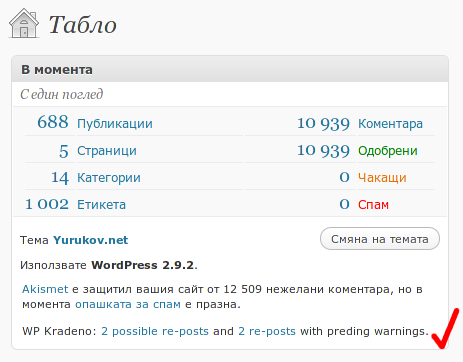 Табло
В момента
С един поглед
688 Публикации 10 939 Коментара
5 Страници 10 939 Одобрени
14 Категории 0 Чакащи
1 002 Етикета 0 Спам
Тема Yurukov.net Смяна на темата
Използвате WordPress 2.9.2.
Akismet е защитил вашия сайт от 12 509 нежелани коментара, но в
момента опашката за спам е празна.
WP Kradeno: 2 possible re-posts and 2 re-posts with preding warnings.